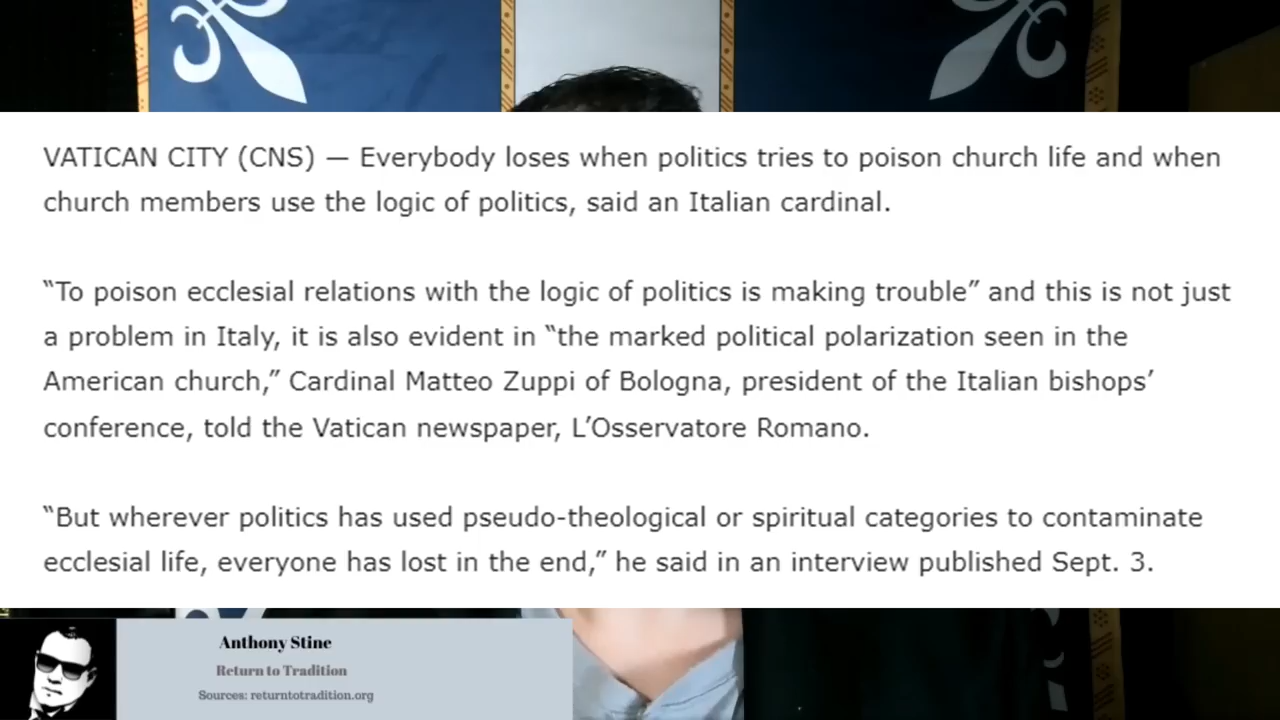 VATICAN CITY (CNS) — Everybody loses when politics tries to poison church life and when
church members use the logic of politics, said an Italian cardinal.
“To poison ecclesial relations with the logic of politics is making trouble” and this is not just
a problem in Italy, it is also evident in “the marked political polarization seen in the
American church,” Cardinal Matteo Zuppi of Bologna, president of the Italian bishops’
conference, told the Vatican newspaper, L’Osservatore Romano.
“But wherever politics has used pseudo-theological or spiritual categories to contaminate
ecclesial life, everyone has lost in the end,” he said in an interview published Sept. 3.
Anthony Stine
Return to Tradition
Sources: returntotradition.org